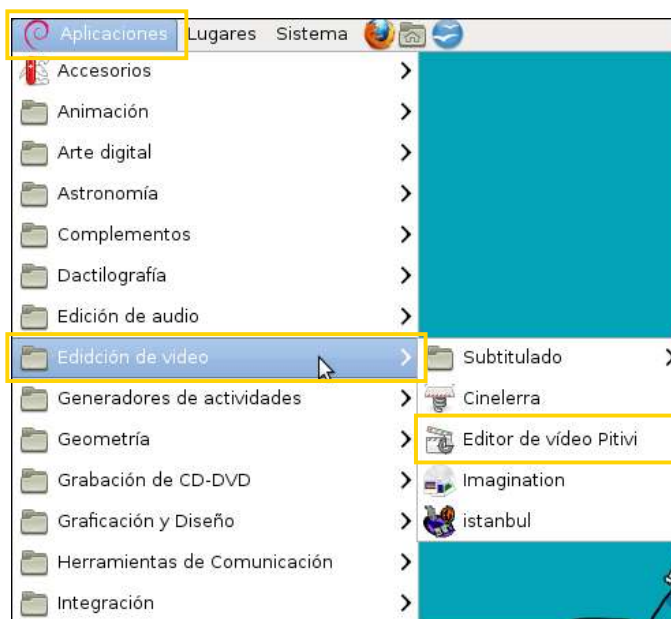 Aplicaciones Lugares Sistema
Accesorios
Animación
Arte digital
Astronomía
Complementos
Dactilografía
Edición de audio
Edidción de video
Generadores de actividades
Geometría
Grabación de CD-DVD
Graficación y Diseño
Herramientas de Comunicación
Integración
Subtitulado
Cinelerra
Editor de vídeo Pitivi
Imagination
istanbul